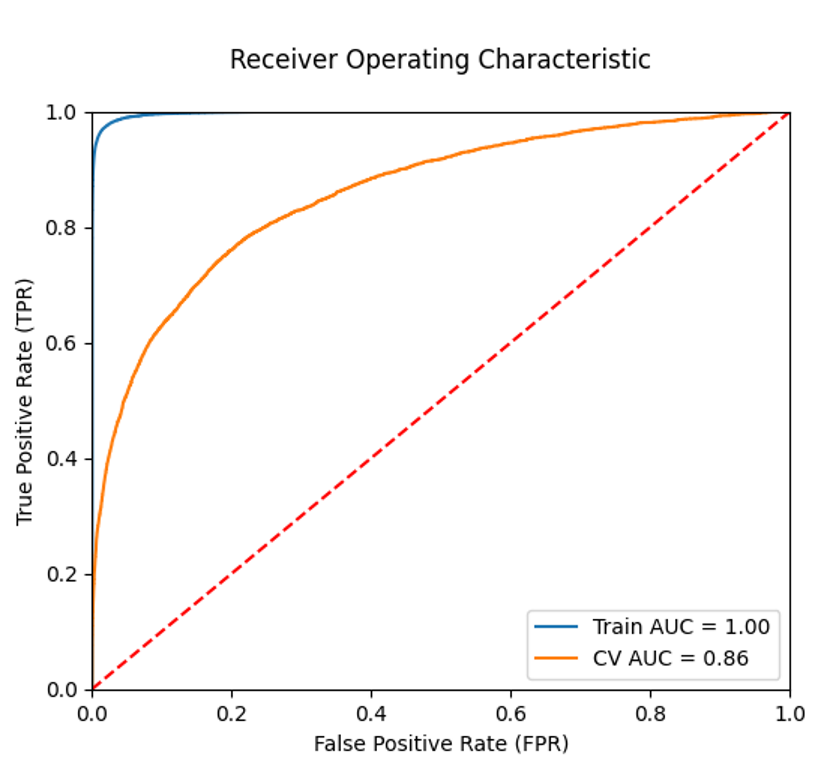 Receiver Operating Characteristic
1.0
0.8
0.6
0.4
0.2
0.0
True Positive Rate (TPR)
Train AUC = 1.00
CV AUC = 0.86
0.0 0.2 0.4 0.6 0.8 1.0
False Positive Rate (FPR)